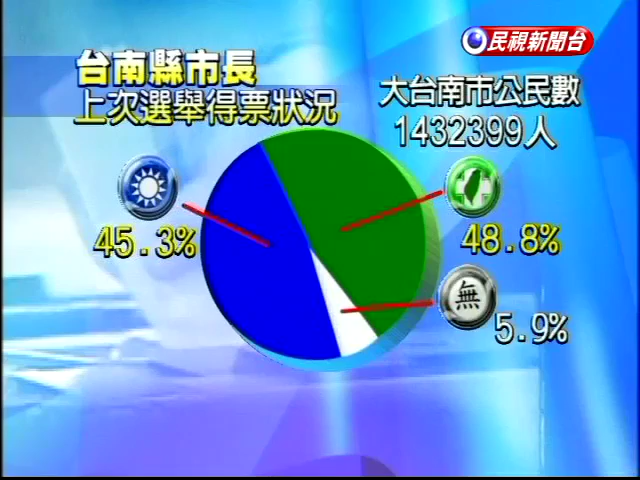 民視新聞台
台南縣市長
上次選舉得票狀況
大台南市公民數
1432399人
45.3%
48.8%
無
5.9%